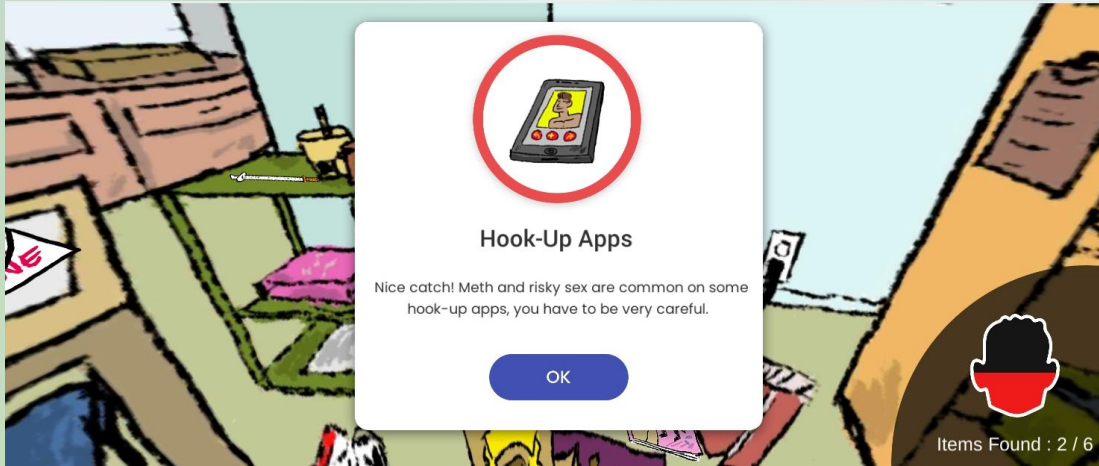 Hook-Up Apps
Nice catch! Meth and risky sex are common on some
hook-up apps, you have to be very careful.
OK
Items Found : 2 / 6